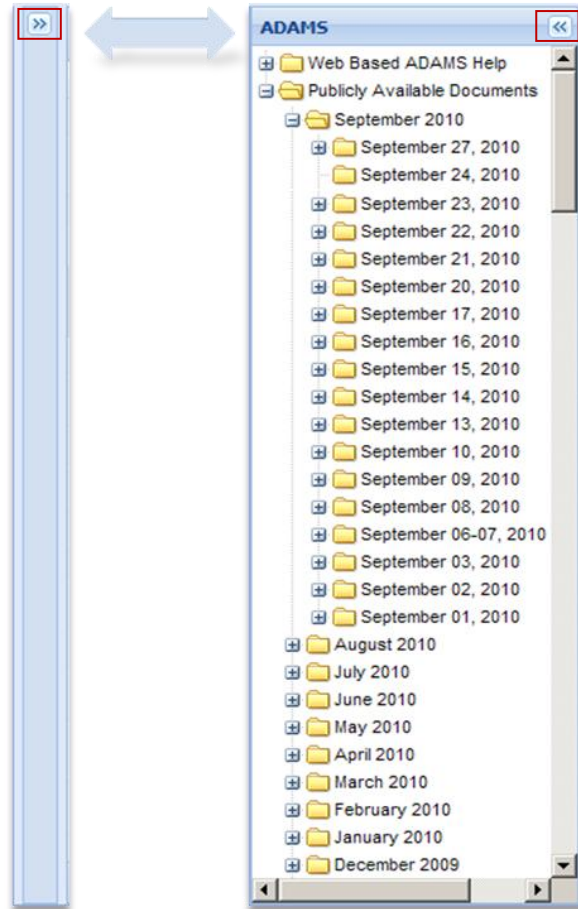 ADAMS
Web Based ADAMS Help
Publicly Available Documents
September 2010
September 27, 2010
September 24, 2010
September 23, 2010
September 22, 2010
September 21, 2010
September 20, 2010
September 17, 2010
September 16, 2010
September 15, 2010
September 14, 2010
September 13, 2010
September 10, 2010
September 09, 2010
September 08, 2010
September 06-07, 2010
September 03, 2010
September 02, 2010
September 01, 2010
August 2010
July 2010
June 2010
May 2010
April 2010
March 2010
February 2010
January 2010
December 2009